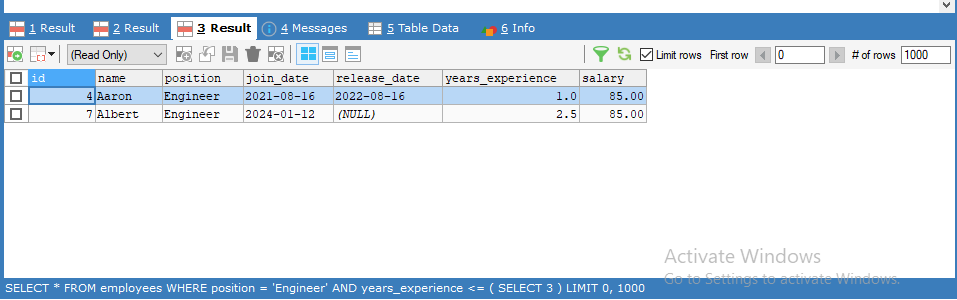 1 Result 2 Result 3 Result 4 Messages 5 Table Data 6 Info
(Read Only) Limit rows First row 0 # of rows 1000
id name position join_date release_date years_experience salary
4 Aaron Engineer 2021-08-16 2022-08-16 1.0 85.00
7 Albert Engineer 2024-01-12 (NULL) 2.5 85.00
Activate Windows
Go to Settings to activate Windows.
SELECT * FROM employees WHERE position = 'Engineer' AND years_experience <= ( SELECT 3 ) LIMIT 0, 1000